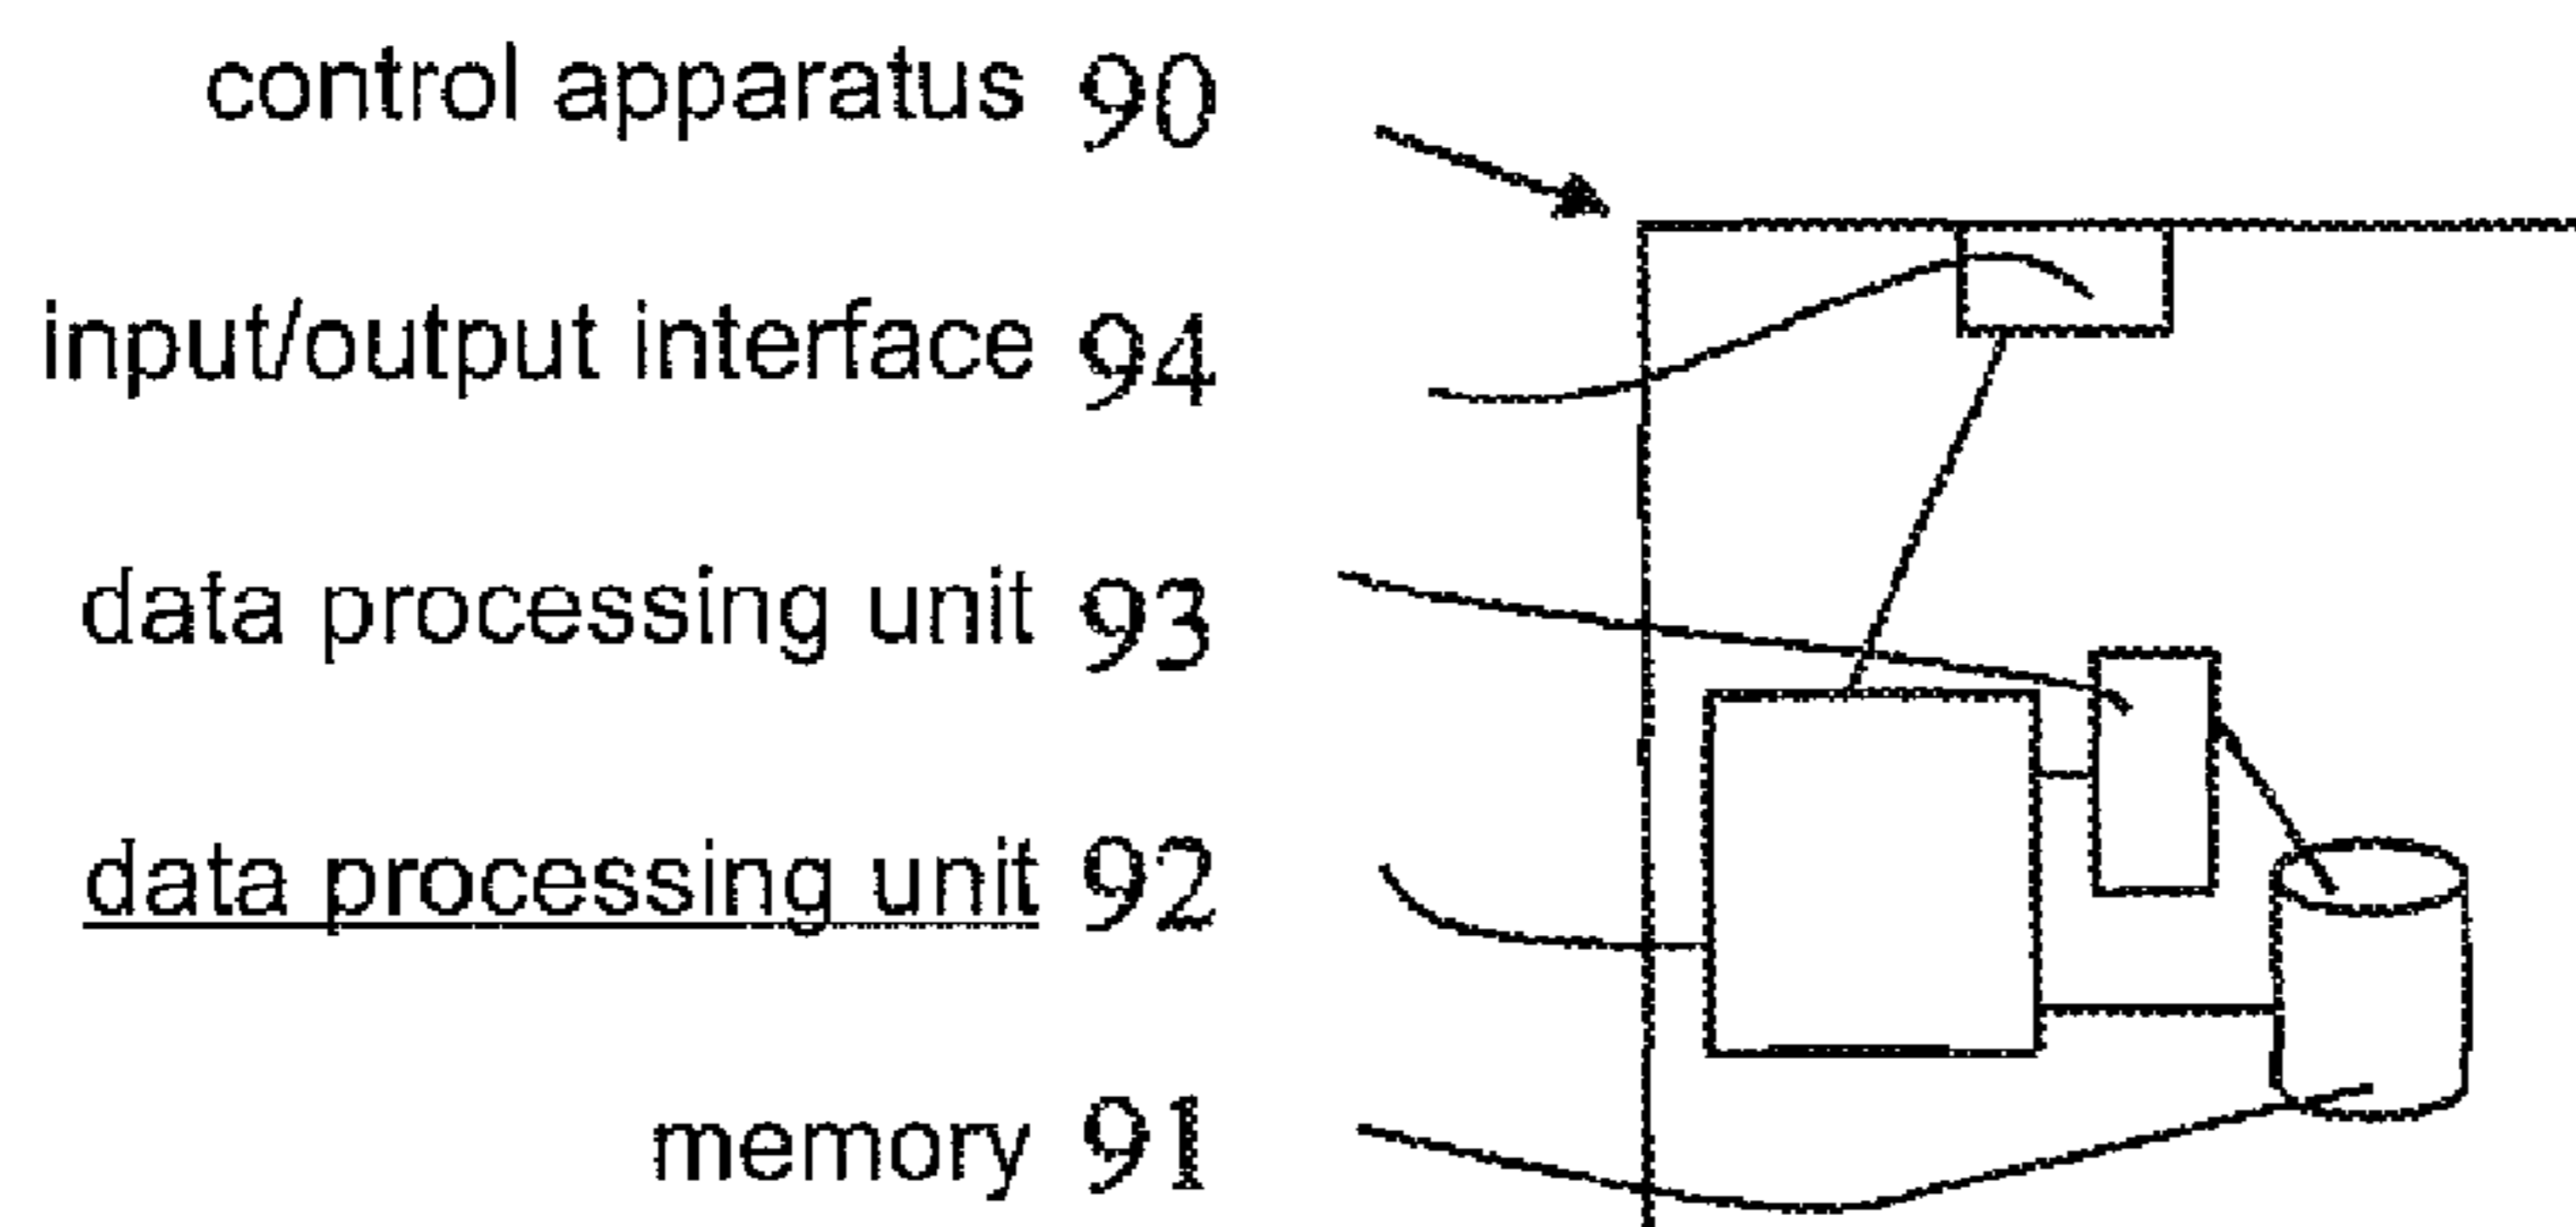 control apparatus 90
input/output interface 94
data processing unit 93
data processing unit 92
memory 91